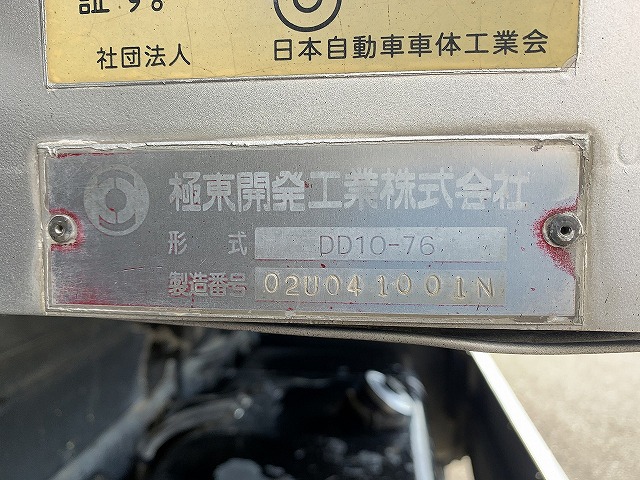 証す。
社団法人 日本自動車車体工業会
極東開発工業株式会社
形式 DD10-76
製造番号 02U041001N